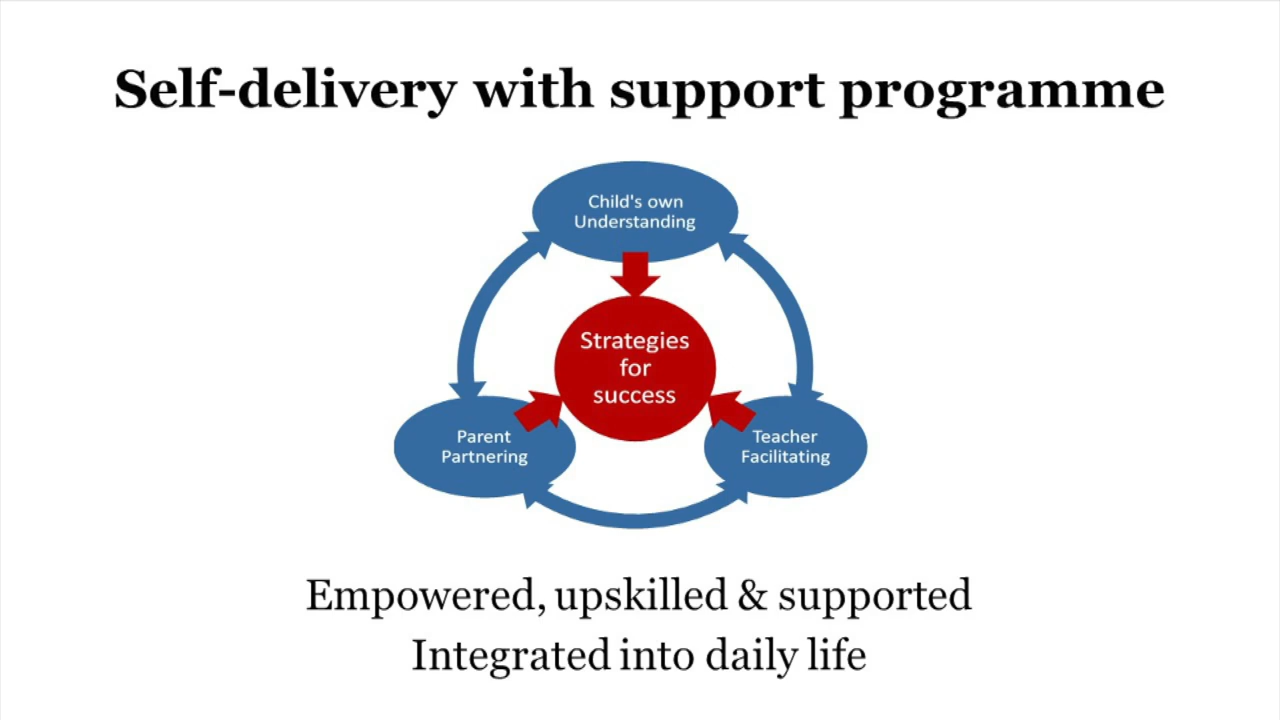 Self-delivery with support programme
Child's own
Understanding
Strategies
for
success
Parent
Partnering
Teacher
Facilitating
Empowered, upskilled & supported
Integrated into daily life